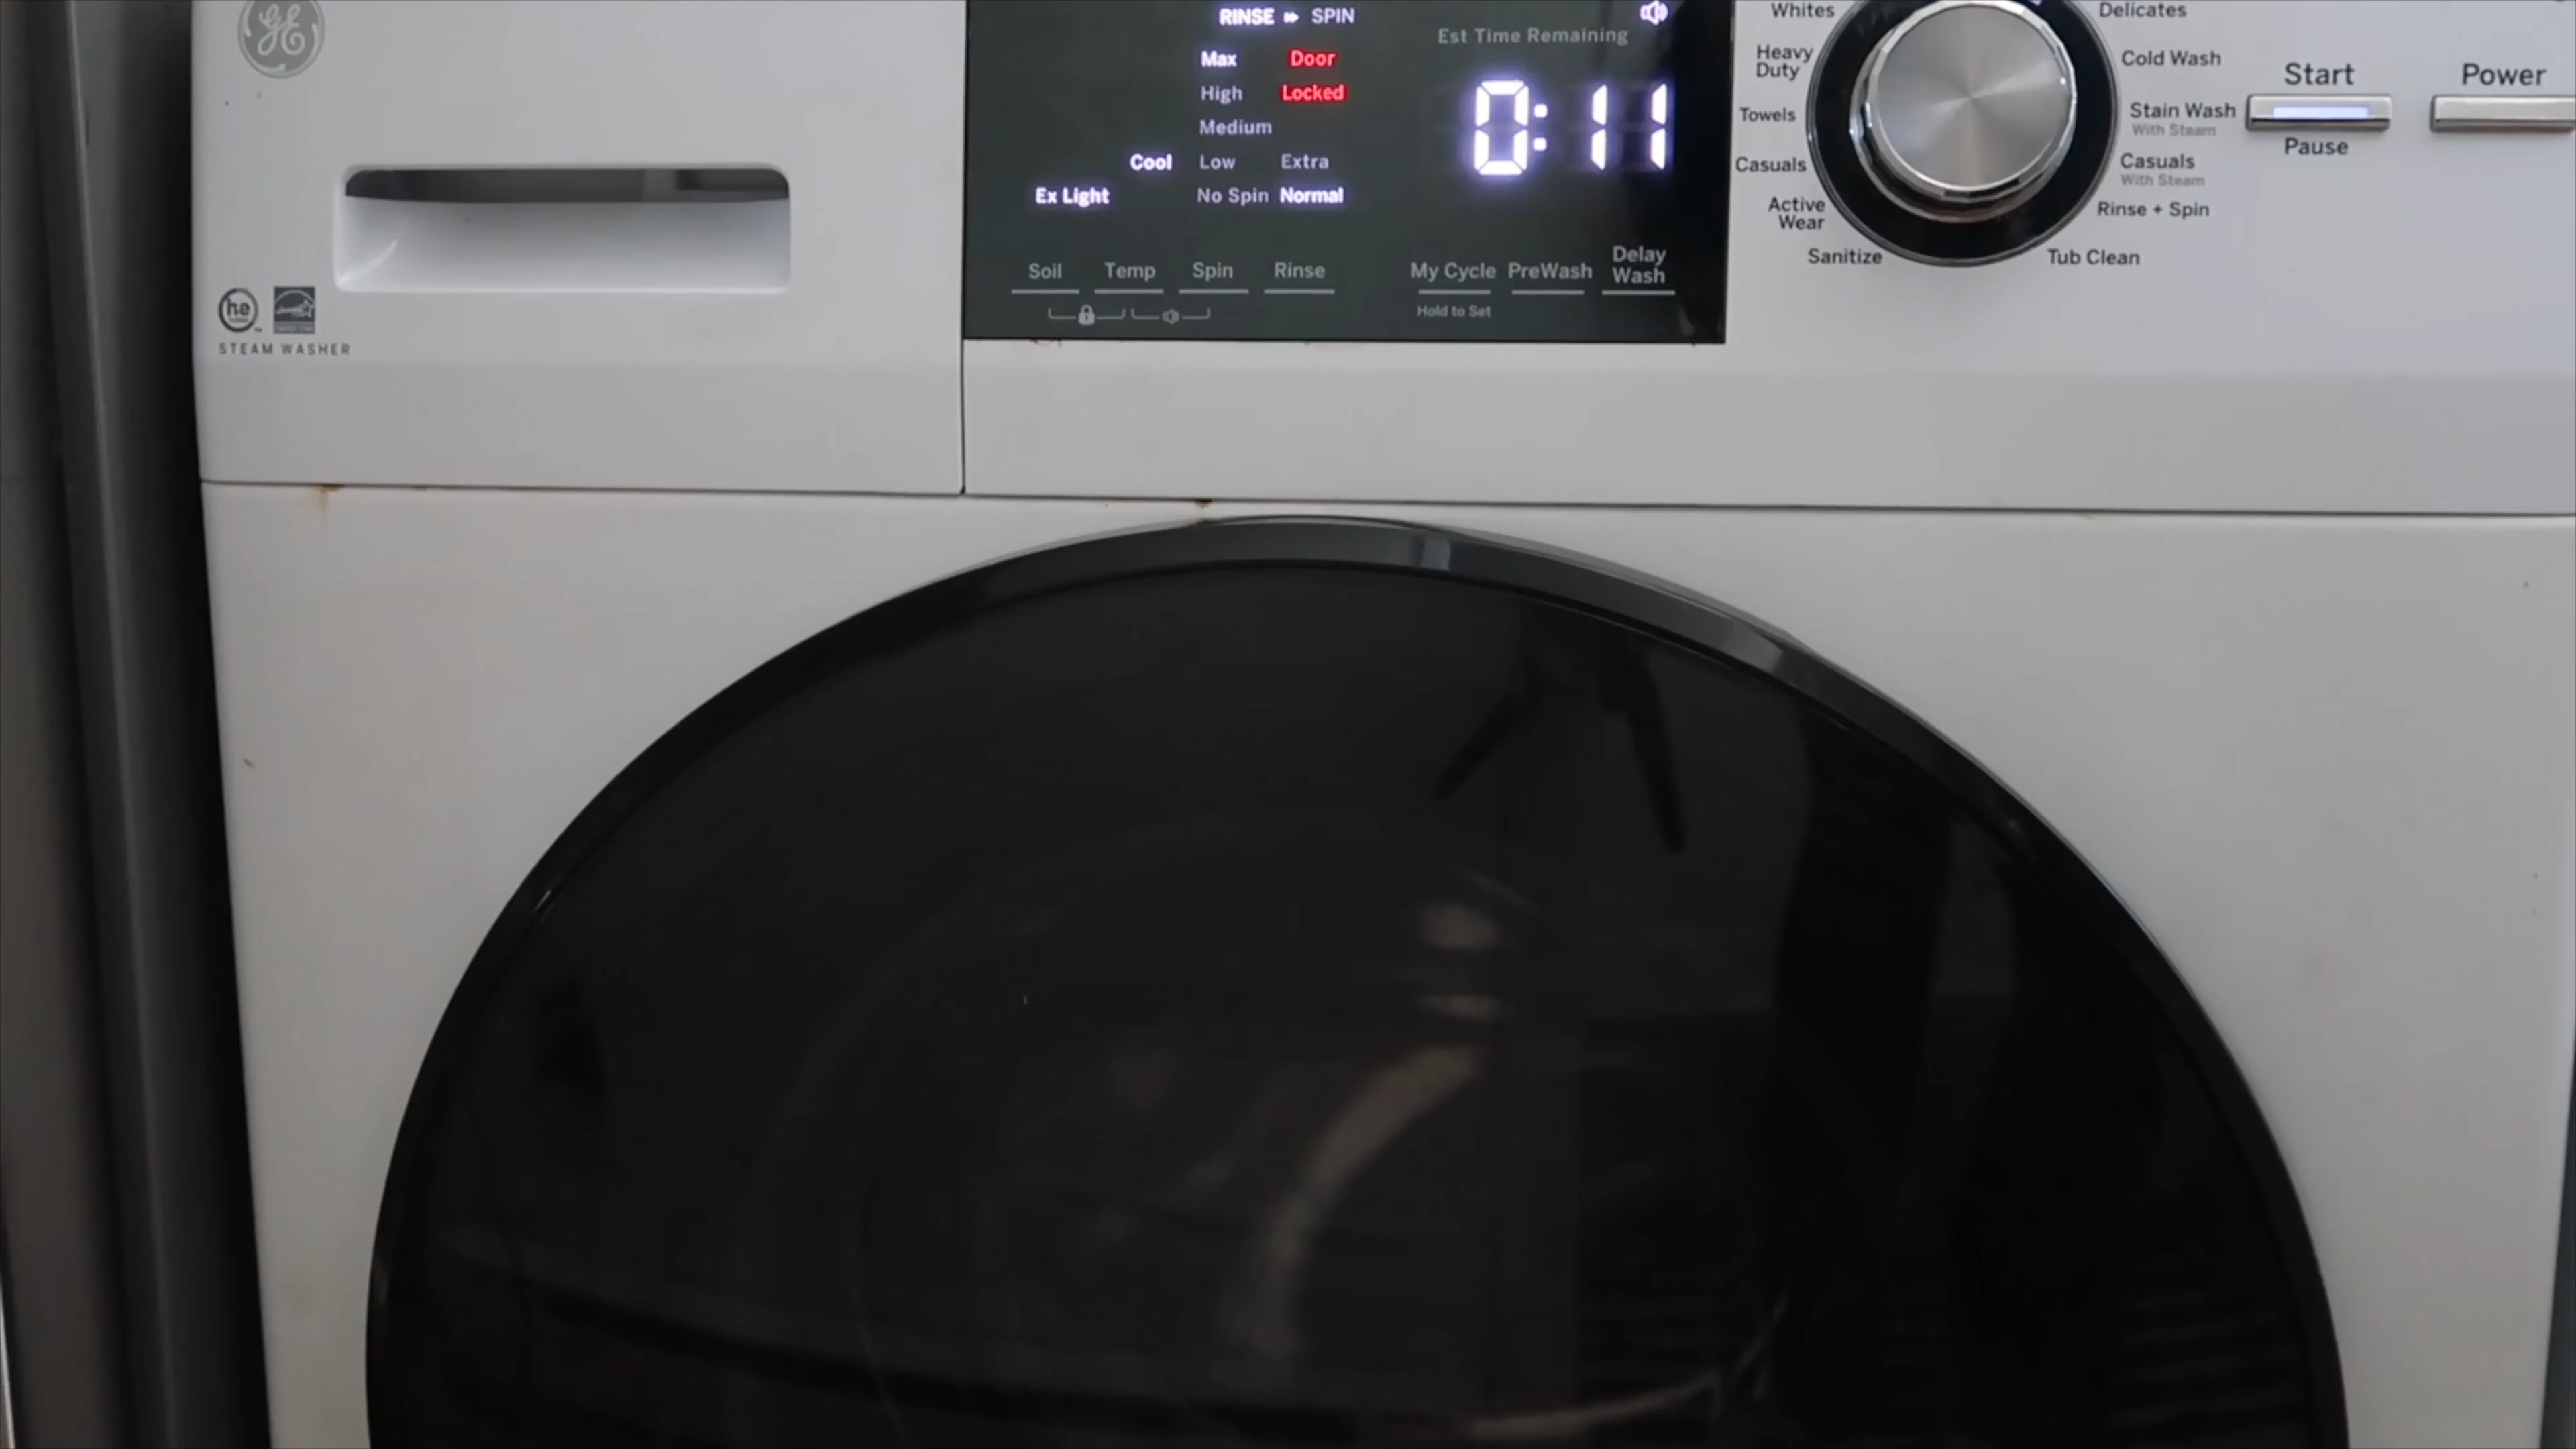 GE
RINSE SPIN
Est Time Remaining
Max Door
High Locked
Medium
Cool Low Extra
Ex Light No Spin Normal
0:11
Soil Temp Spin Rinse
My Cycle PreWash Delay Wash
Hold to Set
Whites
Heavy
Duty
Towels
Casuals
Active
Wear
Sanitize
Delicates
Cold Wash
Stain Wash
With Steam
Casuals
With Steam
Rinse + Spin
Tub Clean
Start
Pause
Power
he
STEAM WASHER